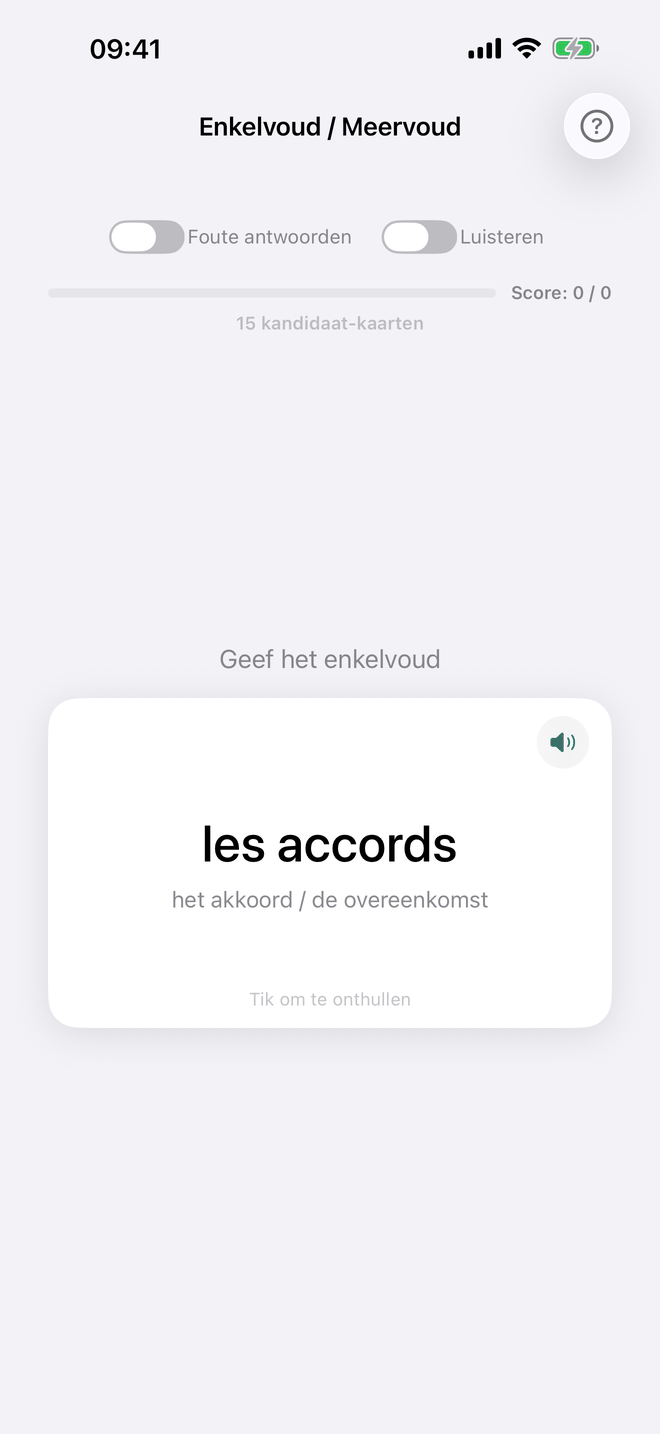 09:41
Enkelvoud / Meervoud
Foute antwoorden
Luisteren
Score: 0 / 0
15 kandidaat-kaarten
Geef het enkelvoud
les accords
het akkoord / de overeenkomst
Tik om te onthullen